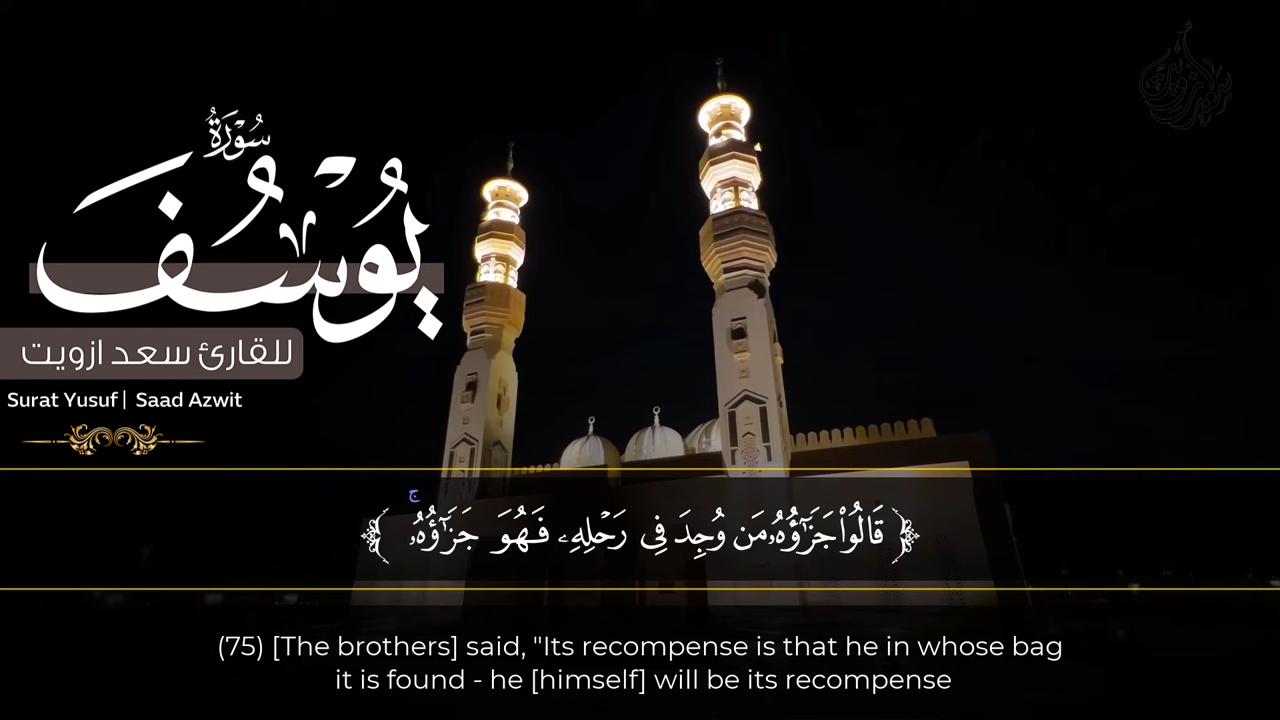 سُورَةُ
يُوسُفَ
للقارئ سعد ازويت
Surat Yusuf | Saad Azwit
﴿ قَالُواْ جَزَٰٓؤُهُۥ مَن وُجِدَ فِى رَحْلِهِۦ فَهُوَ جَزَٰٓؤُهُۥۚ ﴾
(75) [The brothers] said, "Its recompense is that he in whose bag
it is found - he [himself] will be its recompense